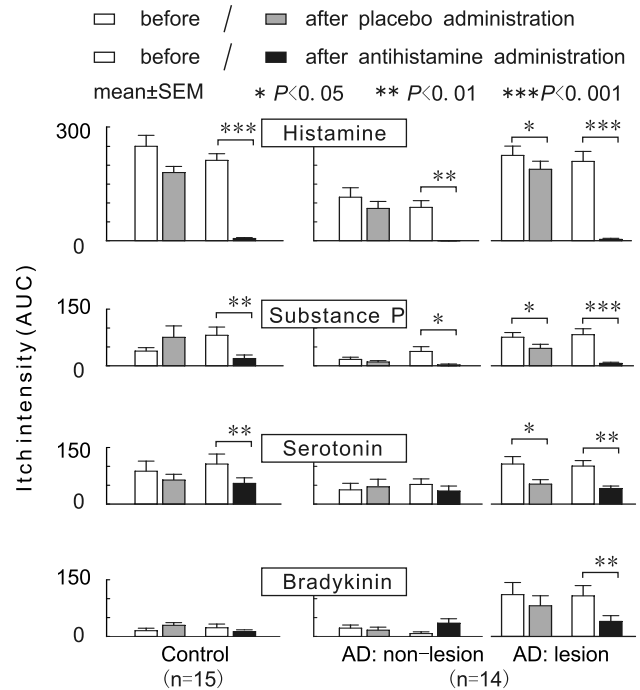 before / after placebo administration
before / after antihistamine administration
mean±SEM * P<0.05 ** P<0.01 ***P<0.001
300 *** Histamine * ***
**
0
150 ** Substance P * * ***
0
150 ** Serotonin * **
0
150 Bradykinin **
0
Itch intensity (AUC)
Control AD: non-lesion AD: lesion
(n=15) (n=14)